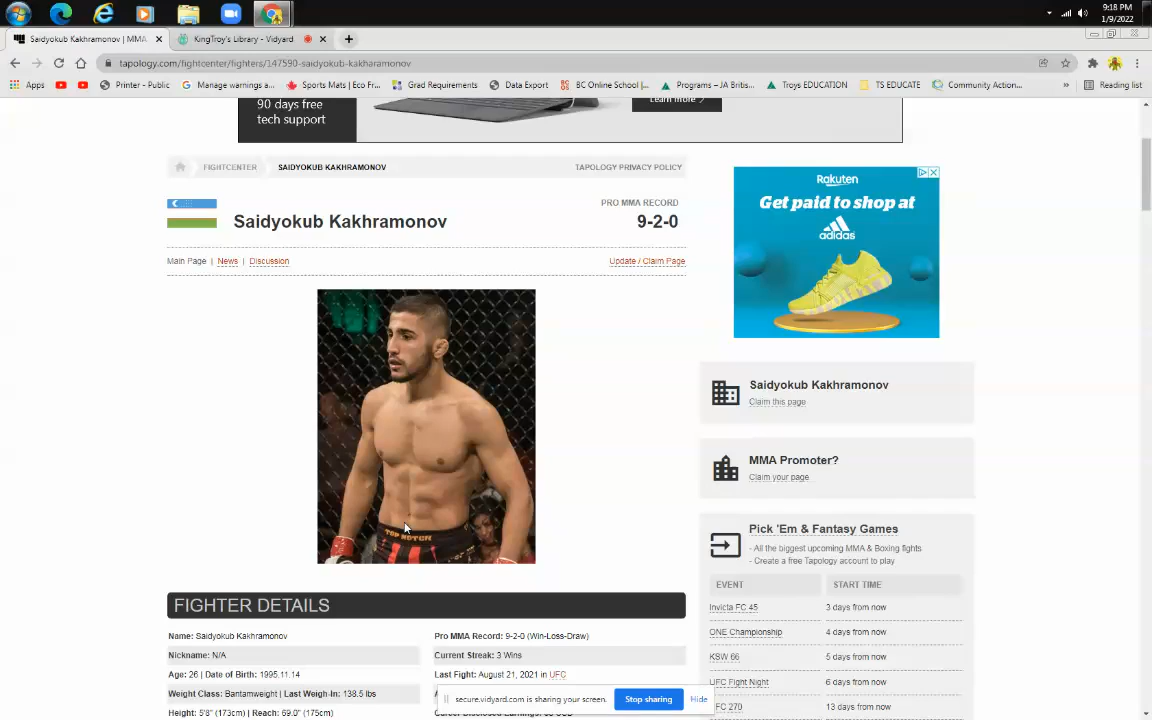 9:18 PM
1/9/2022
Saidyokub Kakhramonov | MMA
KingTroy's Library - Vidyard
tapology.com/fightcenter/fighters/147590-saidyokub-kakharamonov
Apps
Printer - Public
Manage warnings a...
Sports Mats | Eco Fr...
Grad Requirements
Data Export
BC Online School |...
Programs – JA Britis...
Troys EDUCATION
TS EDUCATE
Community Action...
Reading list
90 days free
tech support
Learn more
FIGHTCENTER
SAIDYOKUB KAKHRAMONOV
TAPOLOGY PRIVACY POLICY
Saidyokub Kakhramonov
PRO MMA RECORD
9-2-0
Main Page | News | Discussion
Update / Claim Page
TOP NOTCH
Rakuten
Get paid to shop at
adidas
Saidyokub Kakhramonov
Claim this page
MMA Promoter?
Claim your page
Pick 'Em & Fantasy Games
- All the biggest upcoming MMA & Boxing fights
- Create a free Tapology account to play
EVENT START TIME
Invicta FC 45 3 days from now
ONE Championship 4 days from now
KSW 66 5 days from now
UFC Fight Night 6 days from now
FC 270 13 days from now
FIGHTER DETAILS
Name: Saidyokub Kakhramonov
Pro MMA Record: 9-2-0 (Win-Loss-Draw)
Nickname: N/A
Current Streak: 3 Wins
Age: 26 | Date of Birth: 1995.11.14
Last Fight: August 21, 2021 in UFC
Weight Class: Bantamweight | Last Weigh-In: 138.5 lbs
Height: 5'8" (173cm) | Reach: 69.0" (175cm)
secure.vidyard.com is sharing your screen.
Stop sharing
Hide